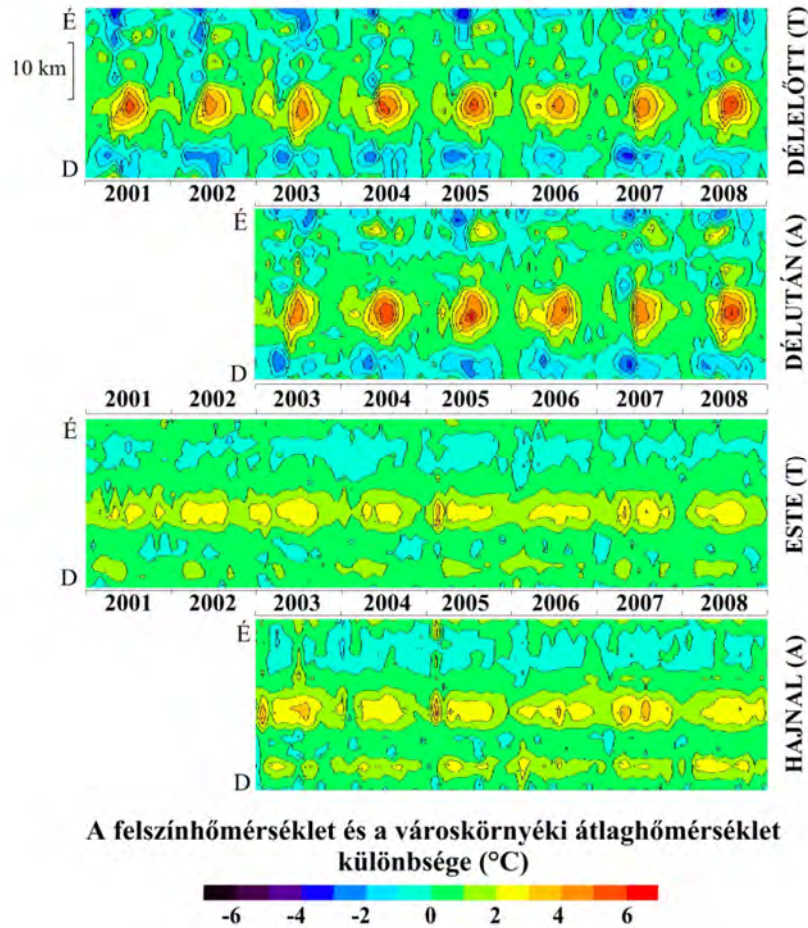 É
10 km
D
DÉLELŐTT (T)
2001 2002 2003 2004 2005 2006 2007 2008
É
D
DÉLUTÁN (A)
2001 2002 2003 2004 2005 2006 2007 2008
É
D
ESTE (T)
2001 2002 2003 2004 2005 2006 2007 2008
É
D
HAJNAL (A)
A felszínhőmérséklet és a városkörnyéki átlaghőmérséklet
különbsége (°C)
-6 -4 -2 0 2 4 6